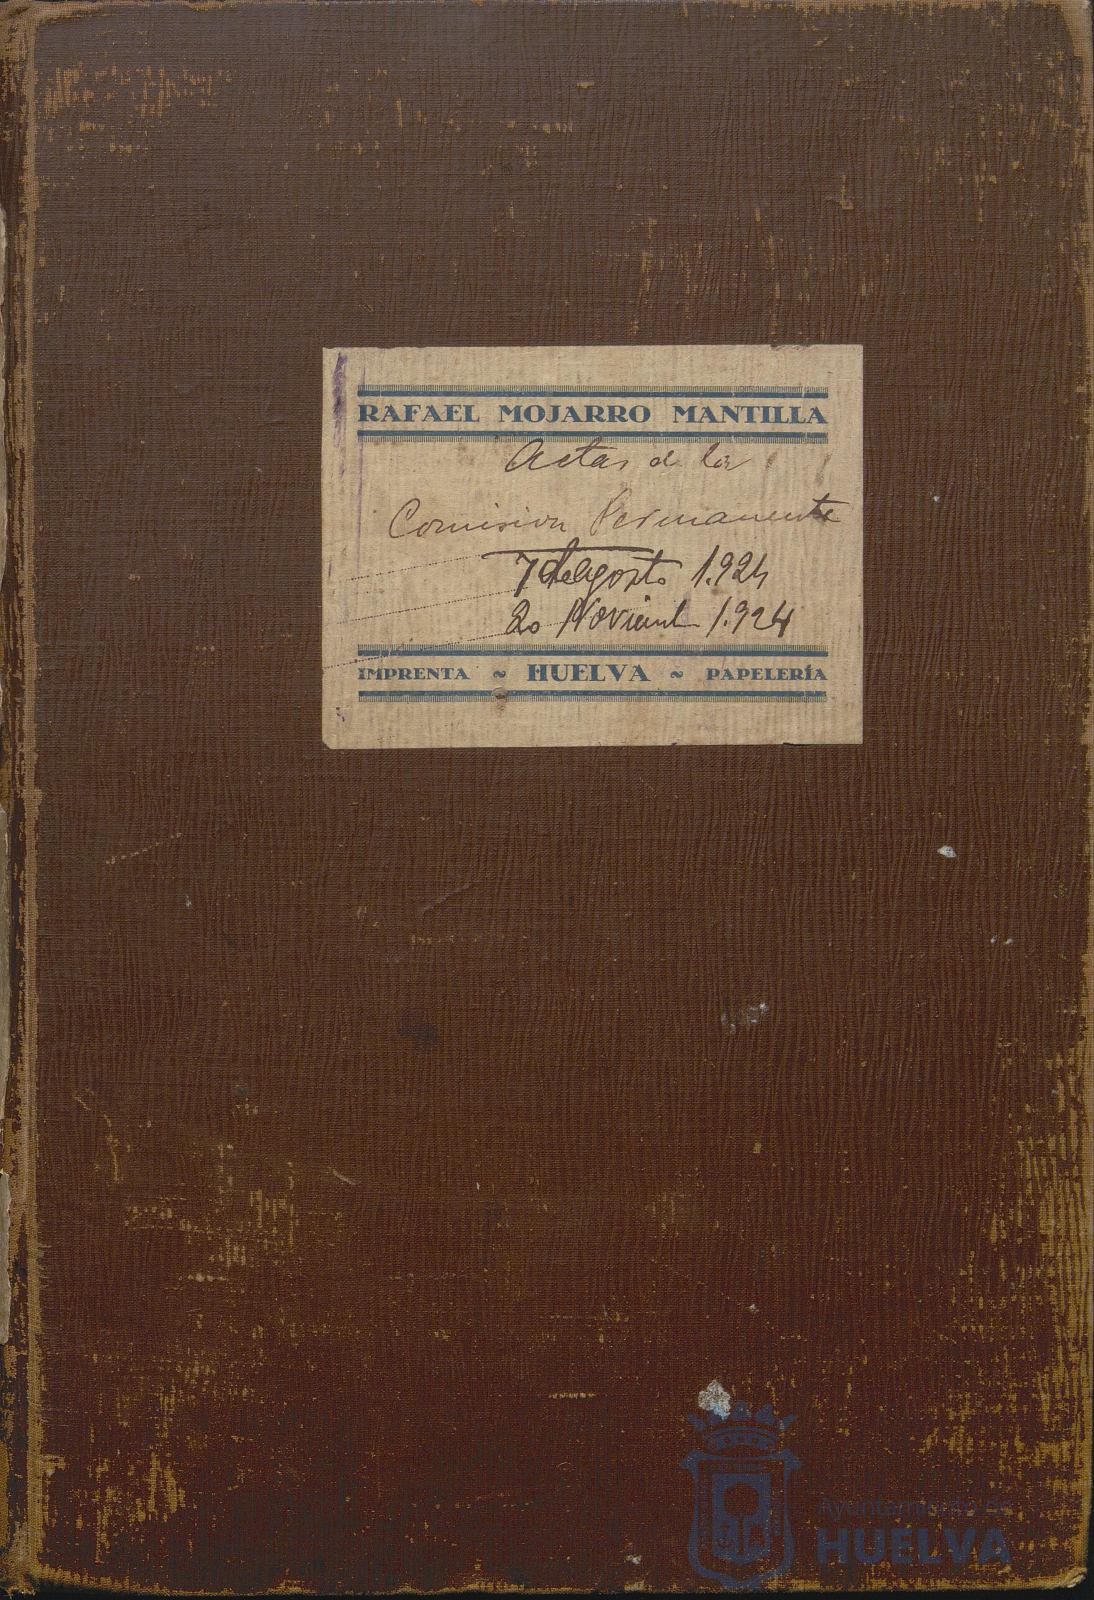 RAFAEL MOJARRO MANTILLA
Actas de la
Comision Permanente
7 de Agosto 1.924
20 Noviemb 1.924
IMPRENTA ~ HUELVA ~ PAPELERÍA
Ayuntamiento de
HUELVA